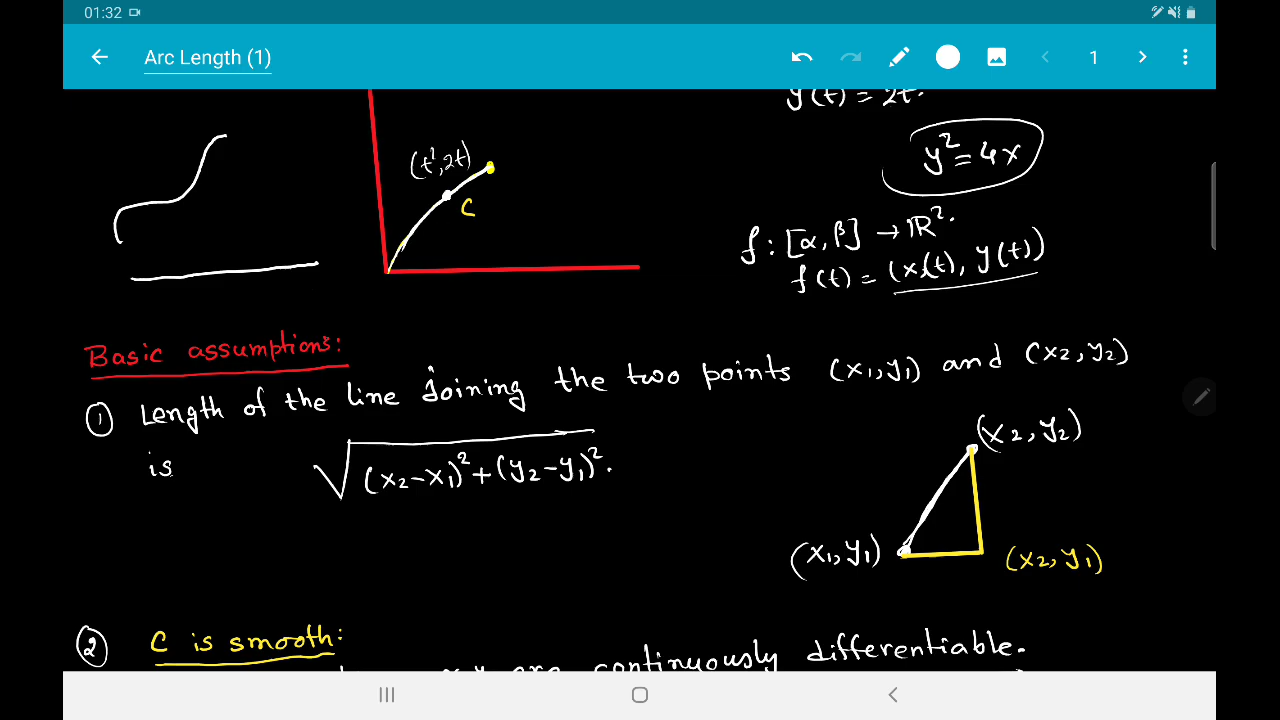 01:32
Arc Length (1)
1
y(t) = 2t.
y² = 4x
(t², 2t)
C
f : [α, β] → ℝ².
f(t) = (x(t), y(t))
Basic assumptions:
① Length of the line Joining the two points (x₁, y₁) and (x₂, y₂)
is √((x₂ - x₁)² + (y₂ - y₁)²).
(x₂, y₂)
(x₁, y₁)
(x₂, y₁)
② C is smooth:
x, y are continuously differentiable.